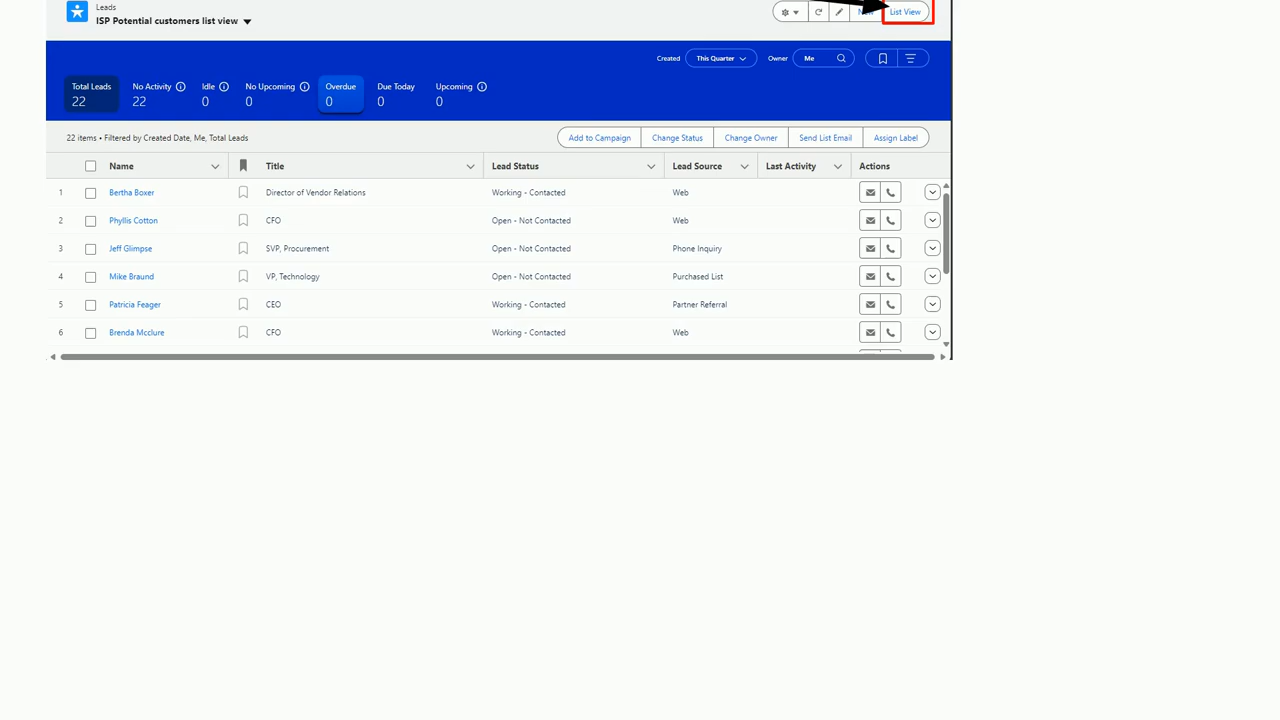 Leads
ISP Potential customers list view
List View
Created This Quarter Owner Me
Total Leads No Activity Idle No Upcoming Overdue Due Today Upcoming
22 22 0 0 0 0 0
22 items • Filtered by Created Date, Me, Total Leads
Add to Campaign Change Status Change Owner Send List Email Assign Label
Name Title Lead Status Lead Source Last Activity Actions
1 Bertha Boxer Director of Vendor Relations Working - Contacted Web
2 Phyllis Cotton CFO Open - Not Contacted Web
3 Jeff Glimpse SVP, Procurement Open - Not Contacted Phone Inquiry
4 Mike Braund VP, Technology Open - Not Contacted Purchased List
5 Patricia Feager CEO Working - Contacted Partner Referral
6 Brenda Mcclure CFO Working - Contacted Web